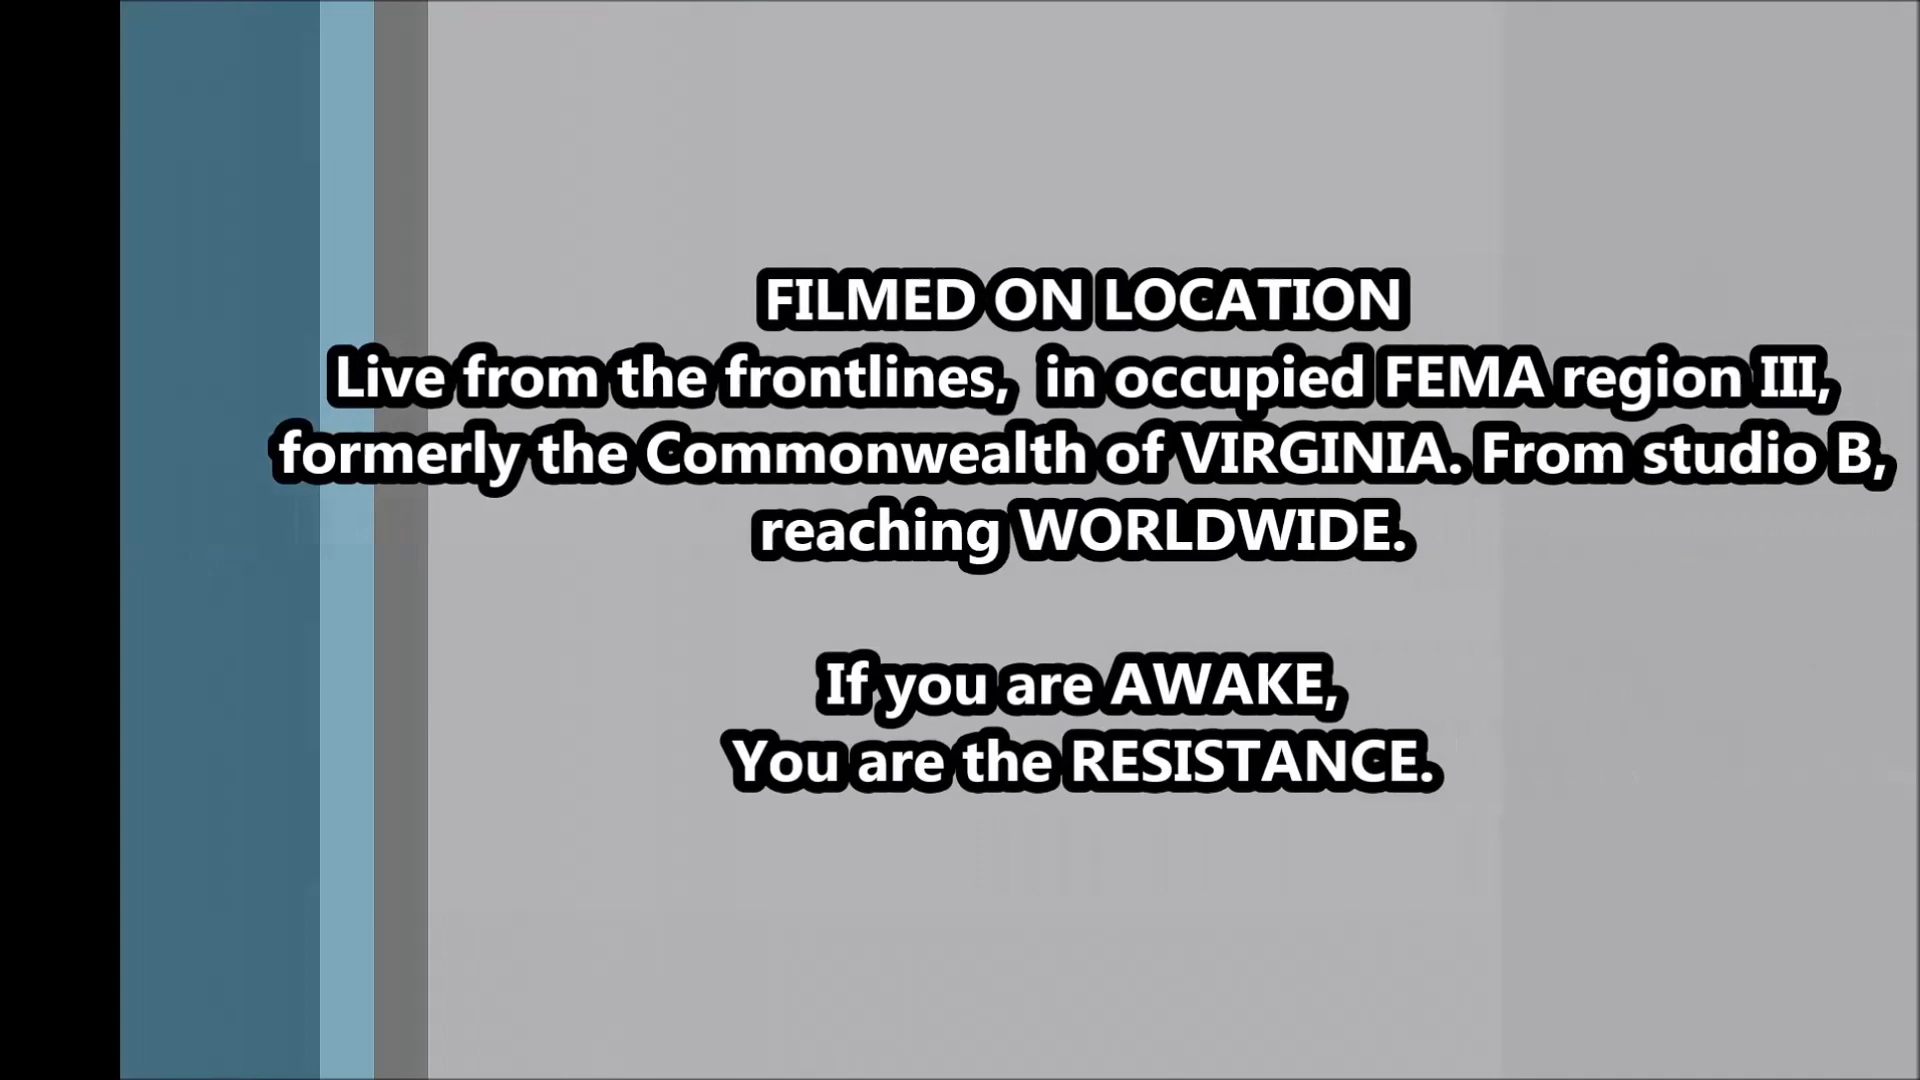 FILMED ON LOCATION
Live from the frontlines,  in occupied FEMA region III,
formerly the Commonwealth of VIRGINIA. From studio B,
reaching WORLDWIDE.
If you are AWAKE,
You are the RESISTANCE.